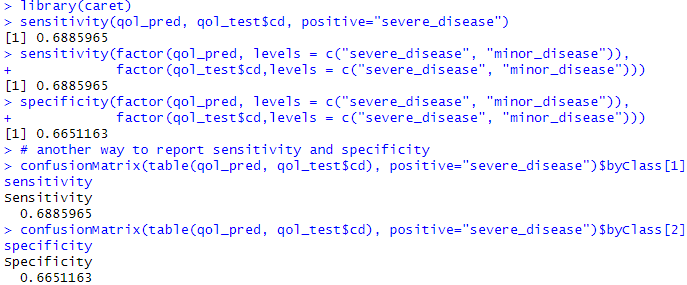 > library(caret)
> sensitivity(qol_pred, qol_test$cd, positive="severe_disease")
[1] 0.6885965
> sensitivity(factor(qol_pred, levels = c("severe_disease", "minor_disease")),
+             factor(qol_test$cd,levels = c("severe_disease", "minor_disease")))
[1] 0.6885965
> specificity(factor(qol_pred, levels = c("severe_disease", "minor_disease")),
+             factor(qol_test$cd,levels = c("severe_disease", "minor_disease")))
[1] 0.6651163
> # another way to report sensitivity and specificity
> confusionMatrix(table(qol_pred, qol_test$cd), positive="severe_disease")$byClass[1]
sensitivity
Sensitivity
  0.6885965
> confusionMatrix(table(qol_pred, qol_test$cd), positive="severe_disease")$byClass[2]
specificity
Specificity
  0.6651163